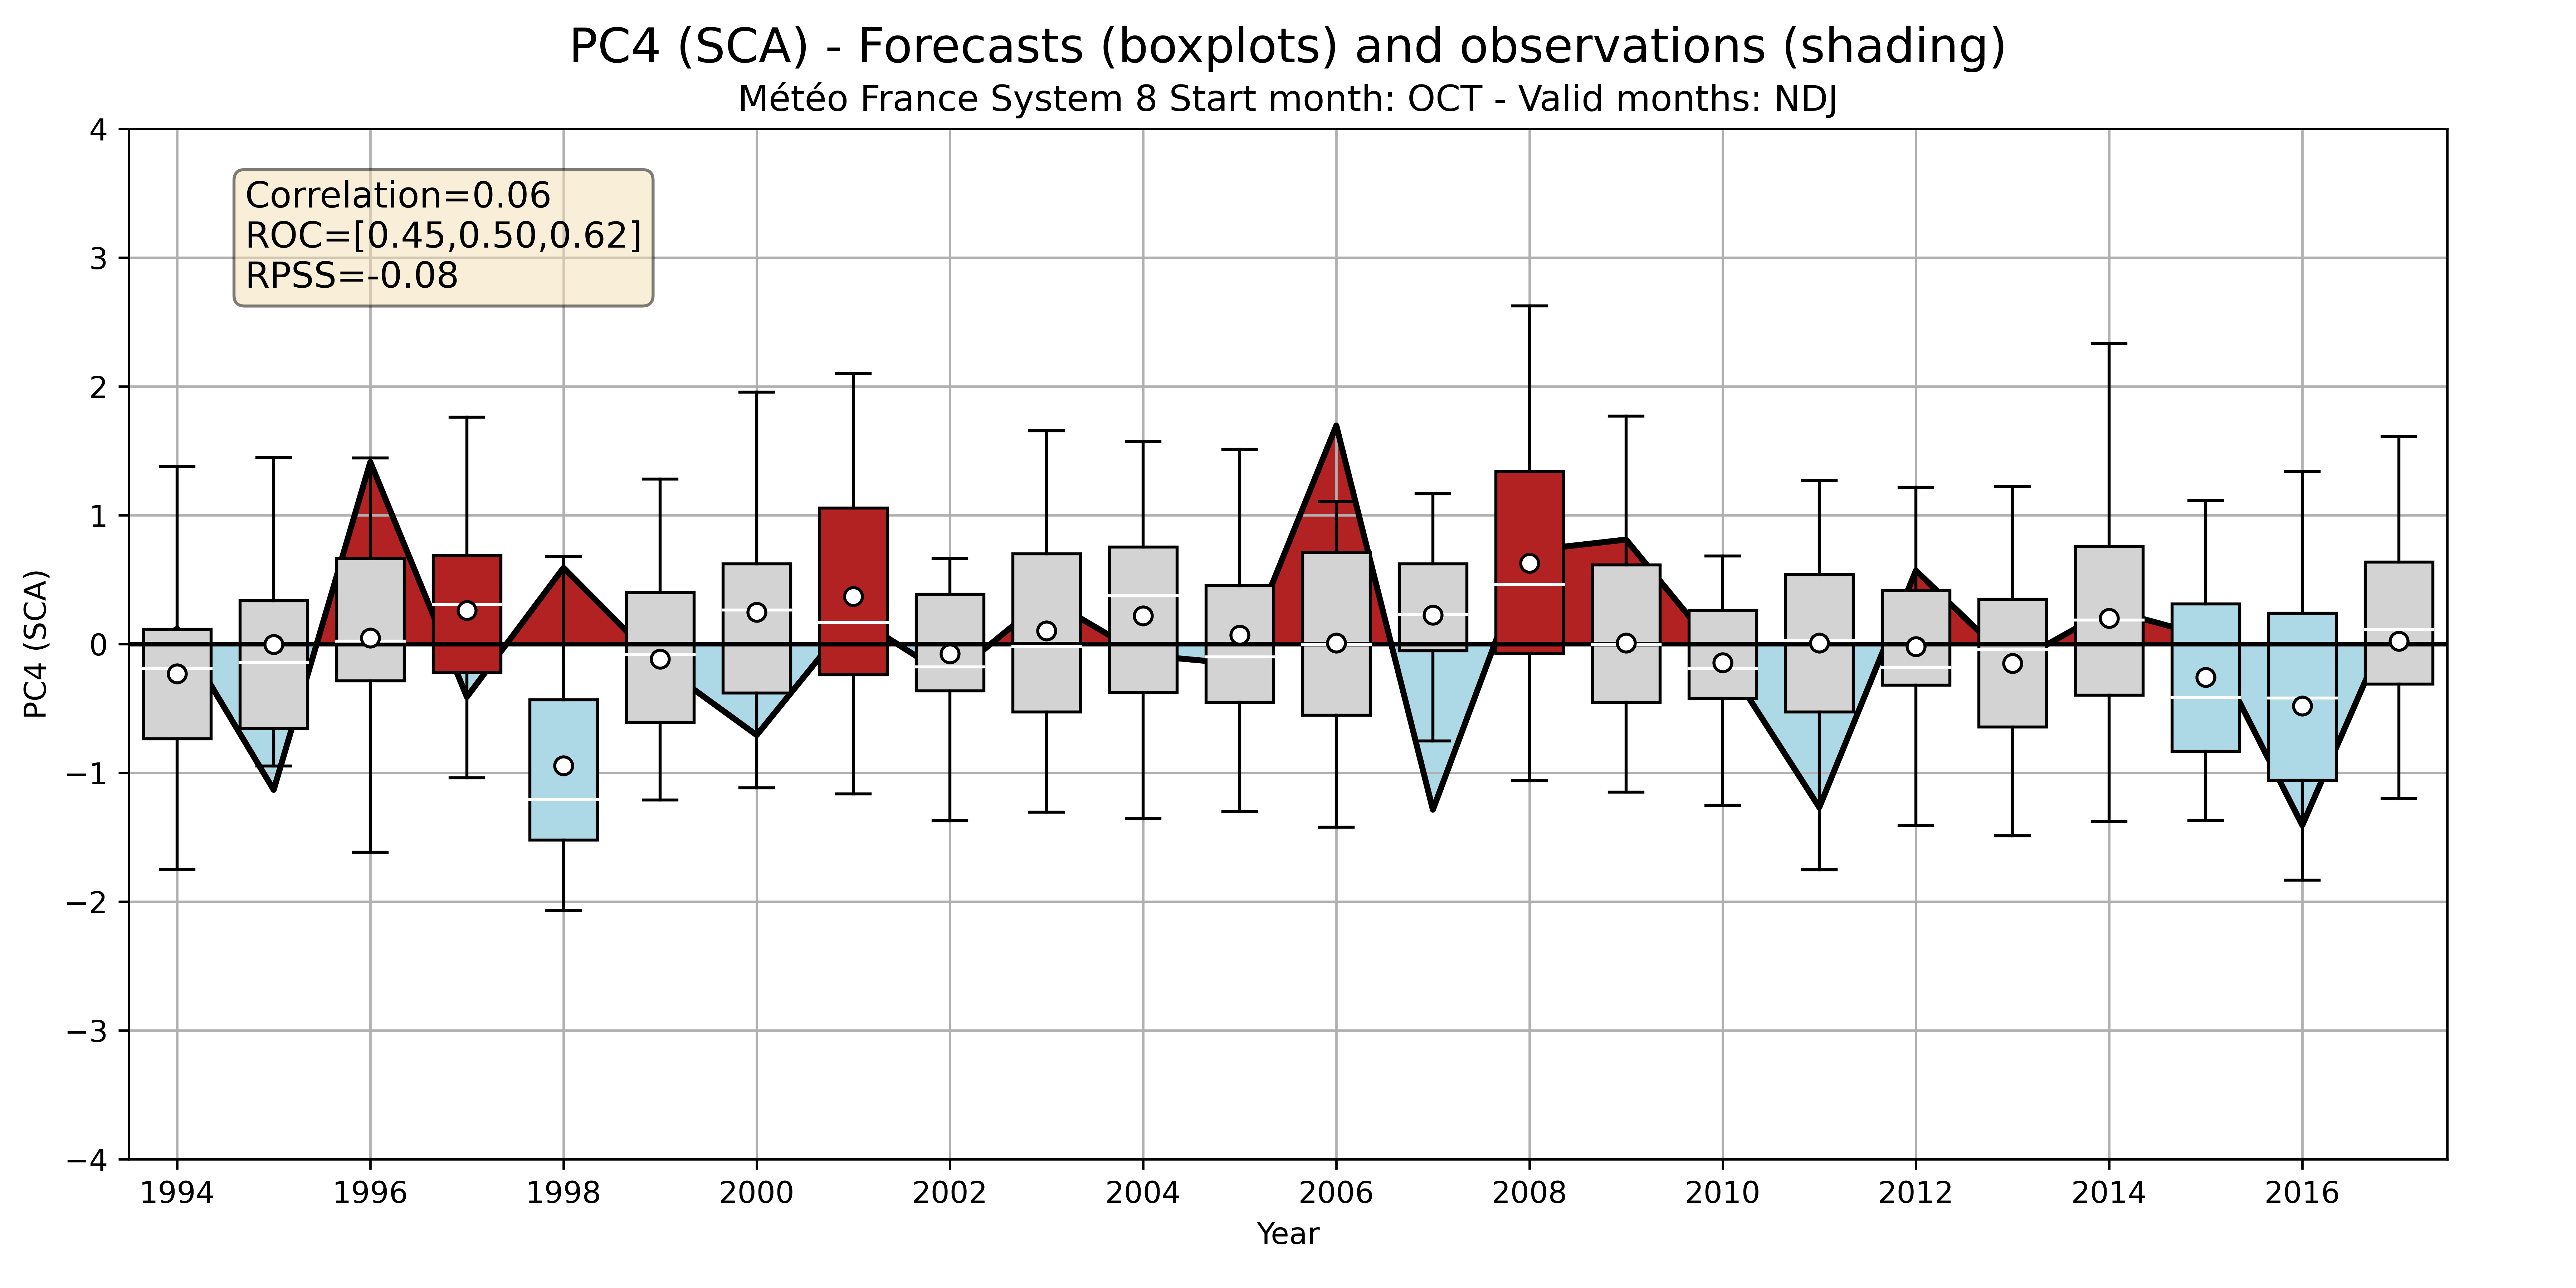 PC4 (SCA) - Forecasts (boxplots) and observations (shading)
Météo France System 8 Start month: OCT - Valid months: NDJ
Correlation=0.06
ROC=[0.45,0.50,0.62]
RPSS=-0.08
PC4 (SCA)
4
3
2
1
0
−1
−2
−3
−4
1994 1996 1998 2000 2002 2004 2006 2008 2010 2012 2014 2016
Year